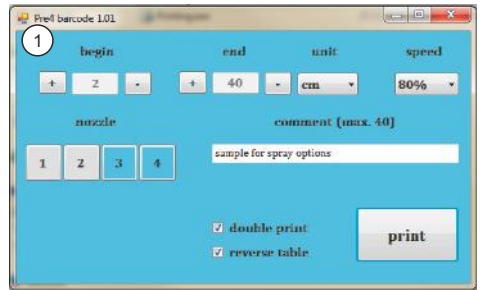 Pre4 barcode 1.01
1
begin end unit speed
+ 2 - + 40 - cm 80%
nozzle comment (max. 40)
1 2 3 4 sample for spray options
double print
reverse table
print